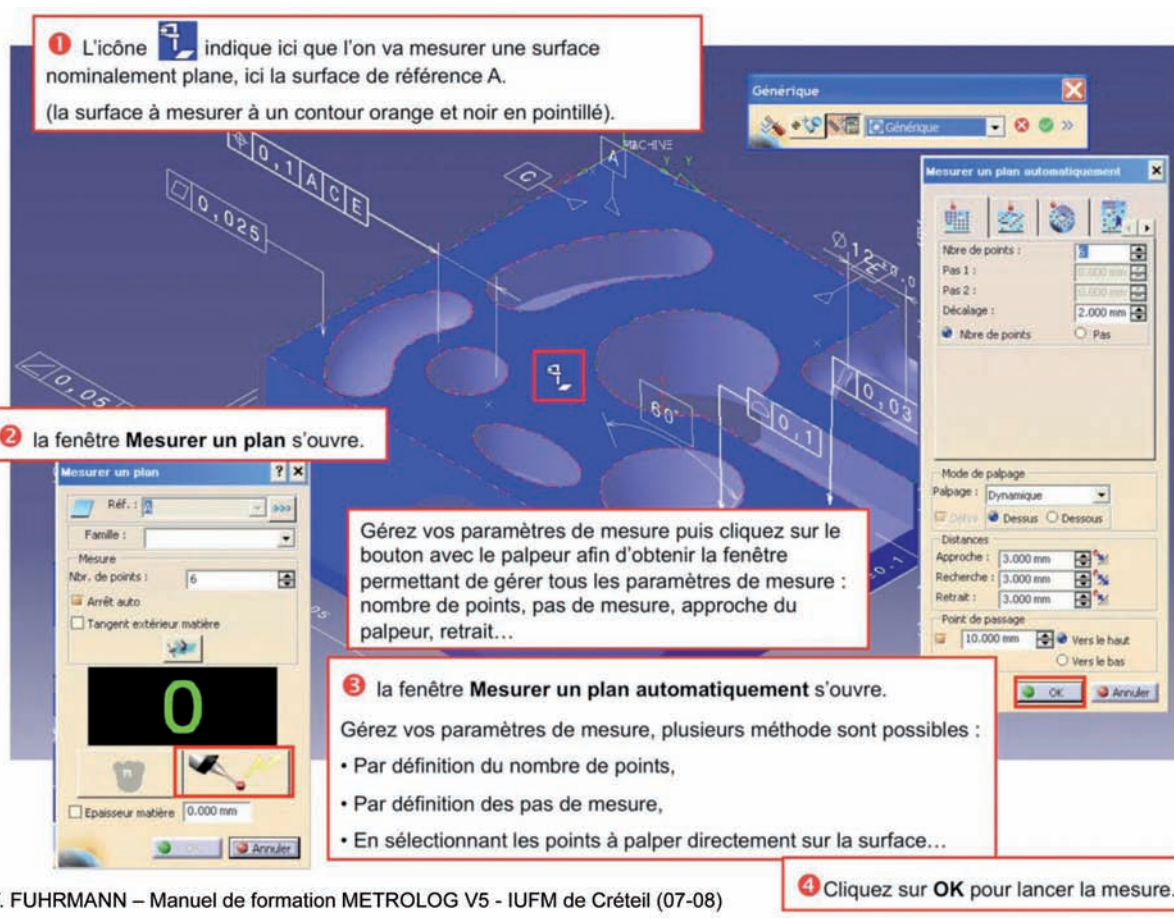 ❶ L'icône indique ici que l'on va mesurer une surface
nominalement plane, ici la surface de référence A.
(la surface à mesurer à un contour orange et noir en pointillé).
Générique
Générique
MACHINE
Y Y
A
C
0,1 A C E
0,025
0,05
60°
0,1
0,03
Mesurer un plan automatiquement
Nbre de points :
Pas 1 :
0.000 mm
Pas 2 :
0.000 mm
Décalage :
2.000 mm
Nbre de points
Pas
Mode de palpage
Palpage :
Dynamique
Dessus
Dessous
Distances
Approche :
3.000 mm
Recherche :
3.000 mm
Retrait :
3.000 mm
Point de passage
10.000 mm
Vers le haut
Vers le bas
OK
Annuler
❷ la fenêtre Mesurer un plan s'ouvre.
Mesurer un plan
Réf. : A
>>>
Famille :
Mesure
Nbr. de points :
6
Arrêt auto
Tangent extérieur matière
0
Epaisseur matière
0.000 mm
Annuler
Gérez vos paramètres de mesure puis cliquez sur le
bouton avec le palpeur afin d'obtenir la fenêtre
permettant de gérer tous les paramètres de mesure :
nombre de points, pas de mesure, approche du
palpeur, retrait…
❸ la fenêtre Mesurer un plan automatiquement s'ouvre.
Gérez vos paramètres de mesure, plusieurs méthode sont possibles :
• Par définition du nombre de points,
• Par définition des pas de mesure,
• En sélectionnant les points à palper directement sur la surface…
❹ Cliquez sur OK pour lancer la mesure.
. FUHRMANN – Manuel de formation METROLOG V5 - IUFM de Créteil (07-08)